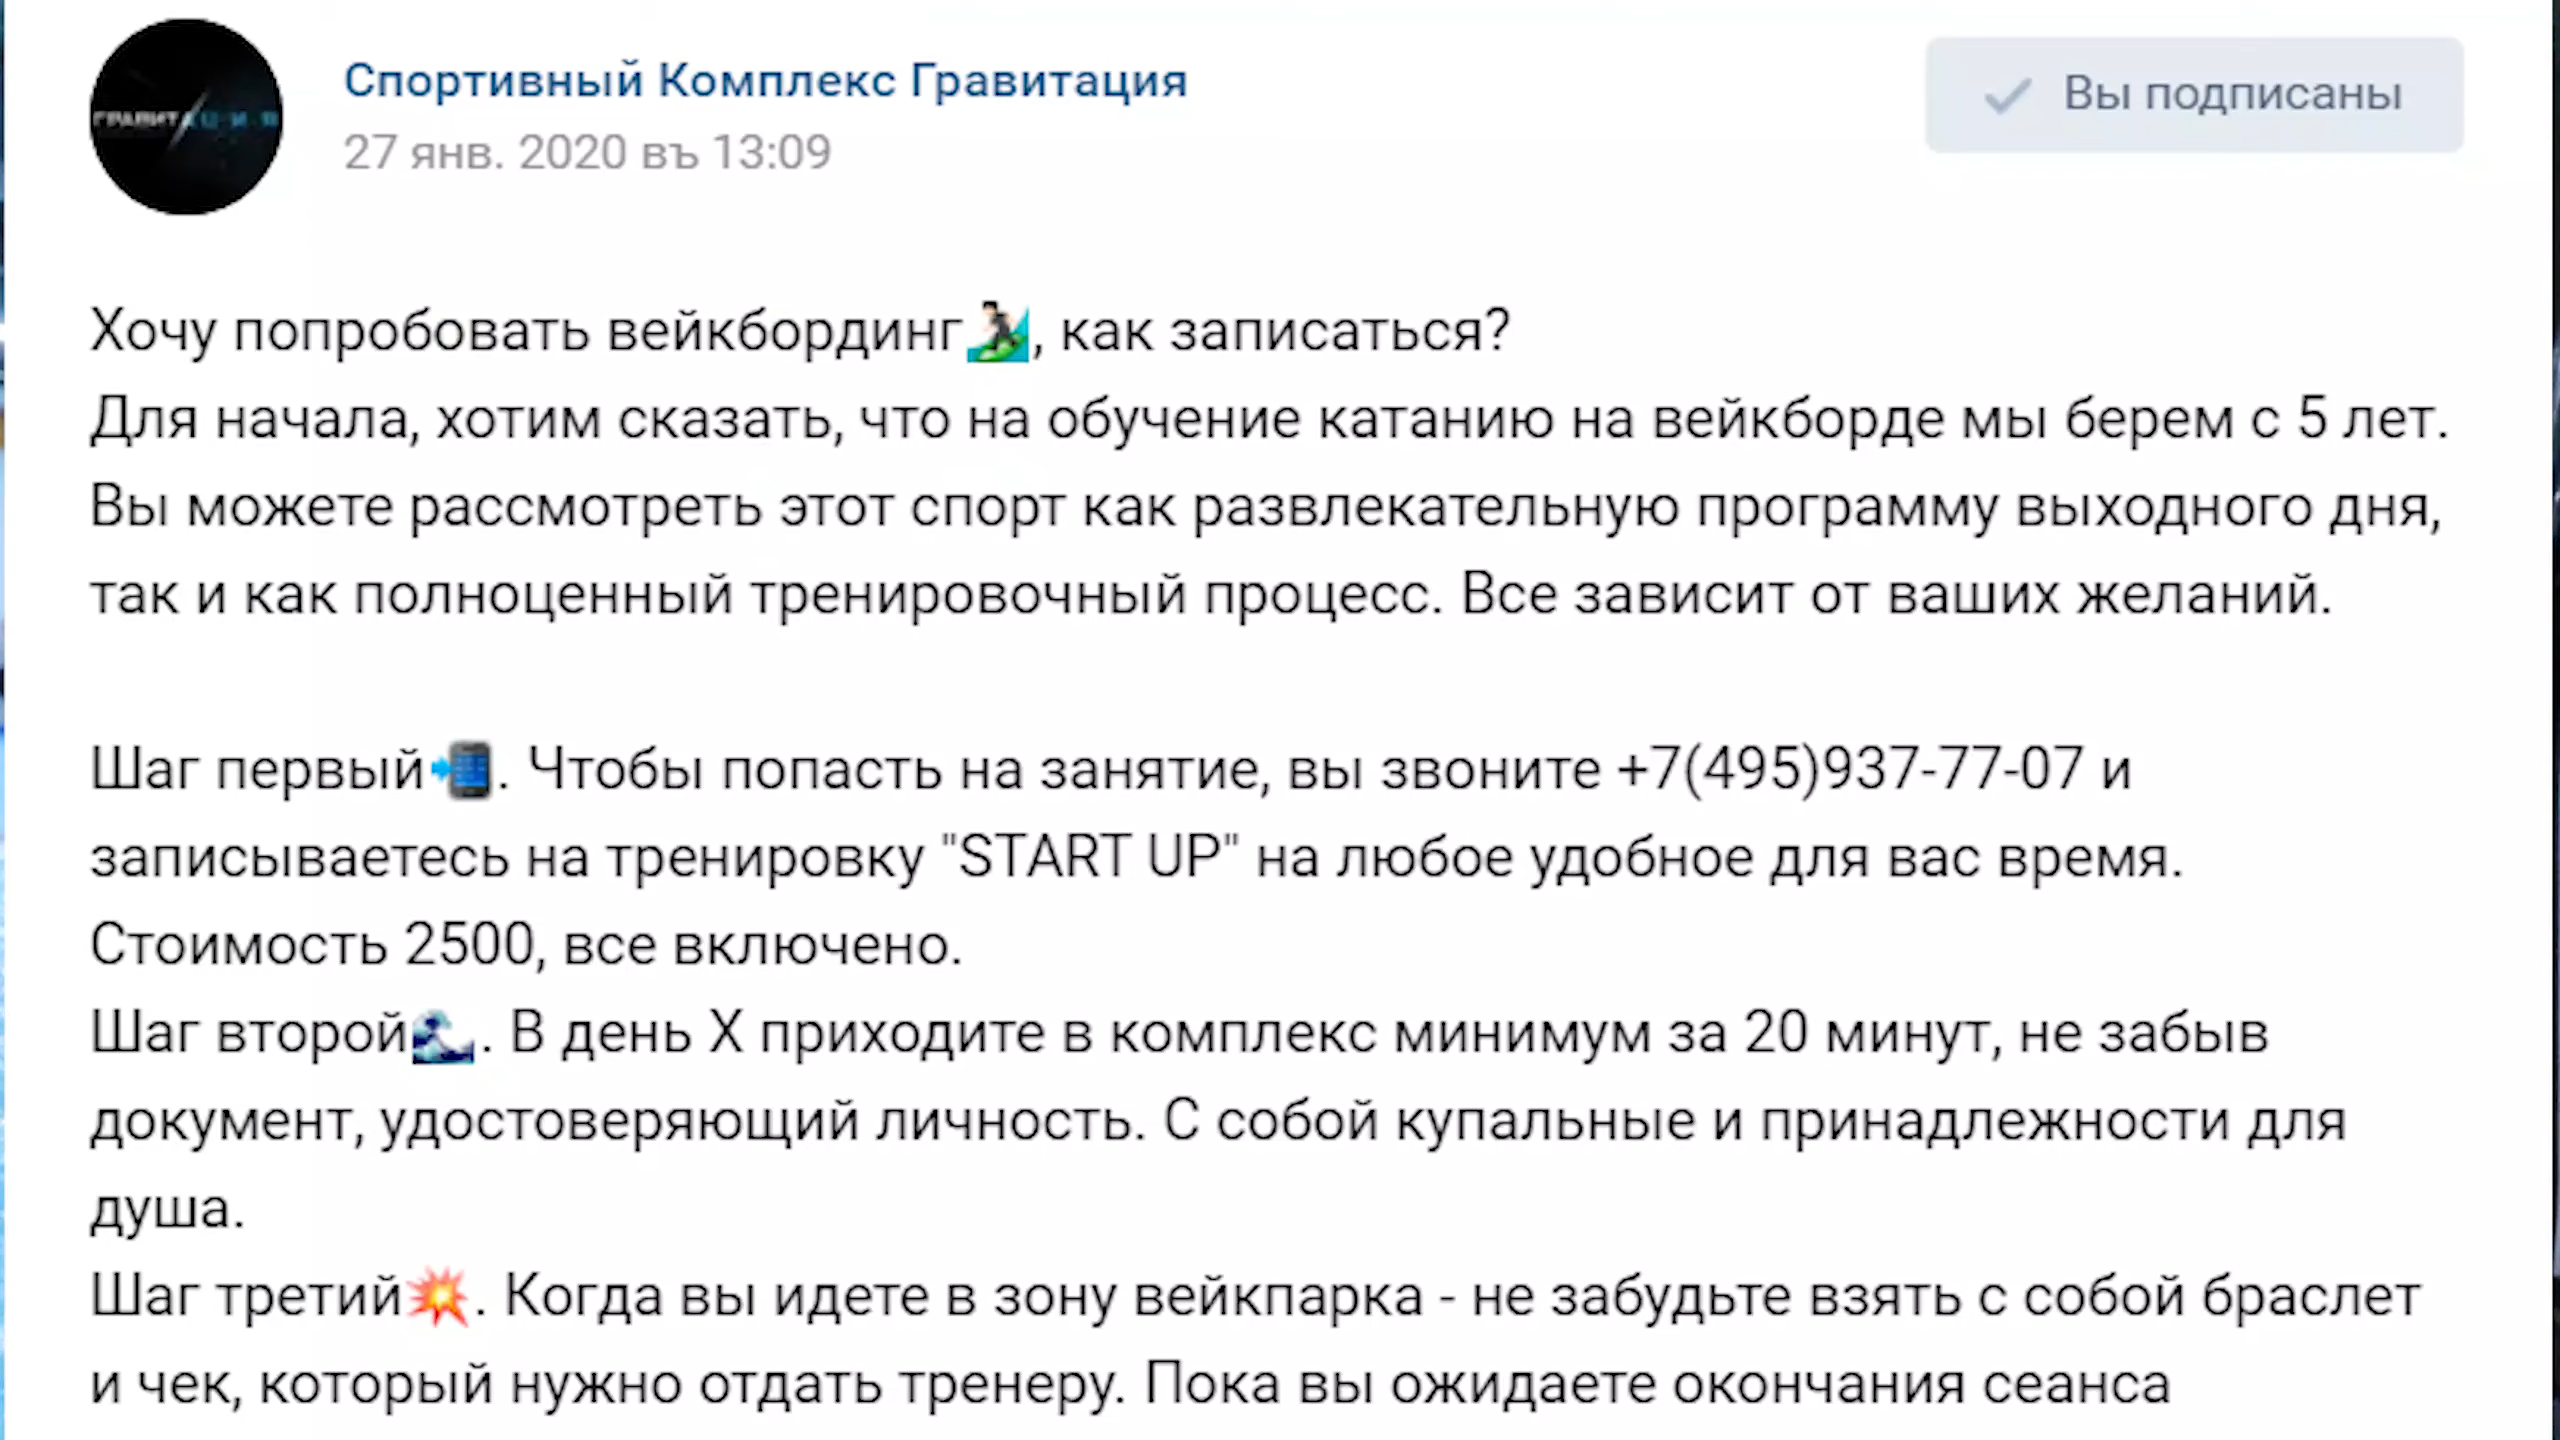 ГРАВИТАЦИЯ
Спортивный Комплекс Гравитация
27 янв. 2020 въ 13:09
Вы подписаны
Хочу попробовать вейкбординг🏄🏻‍♂️, как записаться?
Для начала, хотим сказать, что на обучение катанию на вейкборде мы берем с 5 лет.
Вы можете рассмотреть этот спорт как развлекательную программу выходного дня,
так и как полноценный тренировочный процесс. Все зависит от ваших желаний.
Шаг первый📲. Чтобы попасть на занятие, вы звоните +7(495)937-77-07 и
записываетесь на тренировку "START UP" на любое удобное для вас время.
Стоимость 2500, все включено.
Шаг второй🌊. В день Х приходите в комплекс минимум за 20 минут, не забыв
документ, удостоверяющий личность. С собой купальные и принадлежности для
душа.
Шаг третий💥. Когда вы идете в зону вейкпарка - не забудьте взять с собой браслет
и чек, который нужно отдать тренеру. Пока вы ожидаете окончания сеанса